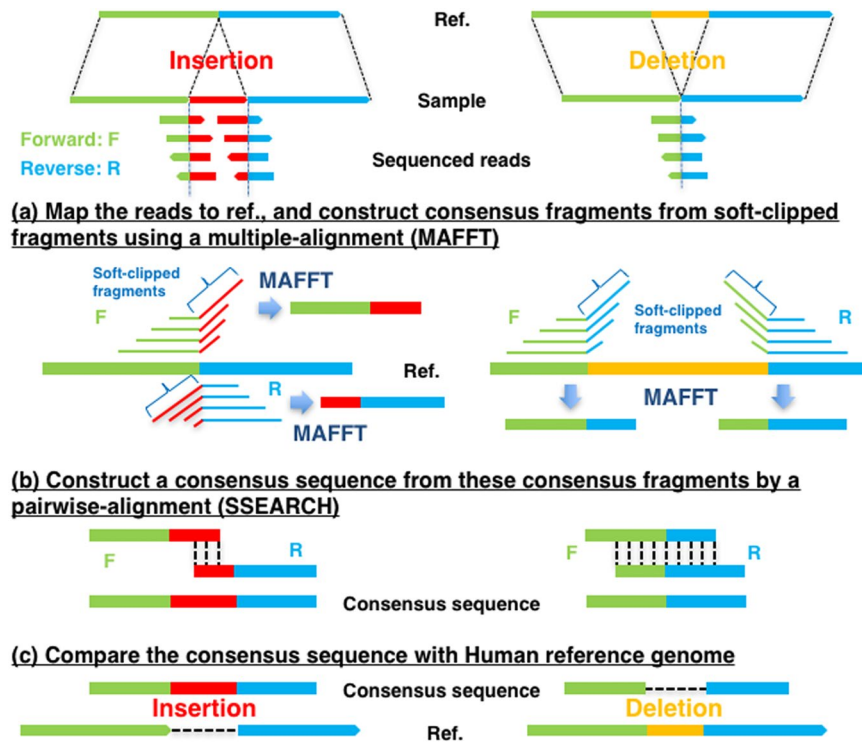 Ref.
Insertion
Deletion
Sample
Forward: F
Reverse: R
Sequenced reads
(a) Map the reads to ref., and construct consensus fragments from soft-clipped
fragments using a multiple-alignment (MAFFT)
Soft-clipped
fragments
MAFFT
F
Soft-clipped
fragments
F
R
Ref.
R
MAFFT
MAFFT
(b) Construct a consensus sequence from these consensus fragments by a
pairwise-alignment (SSEARCH)
F
R
F
R
Consensus sequence
(c) Compare the consensus sequence with Human reference genome
Consensus sequence
Insertion
Deletion
Ref.